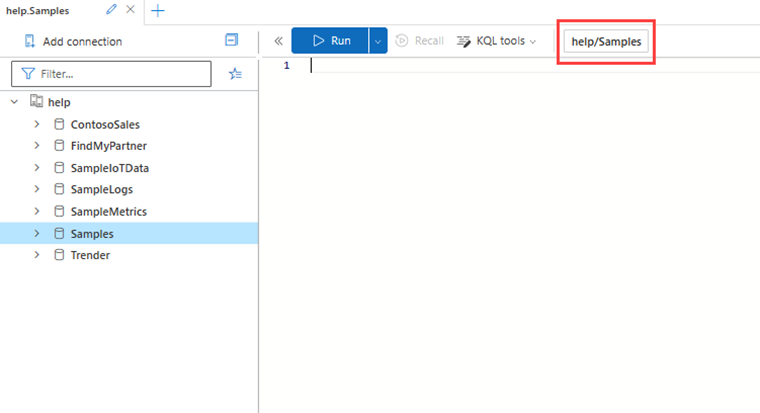 help.Samples
Add connection
Run
Recall
KQL tools
help/Samples
Filter...
1
help
ContosoSales
FindMyPartner
SampleIoTData
SampleLogs
SampleMetrics
Samples
Trender